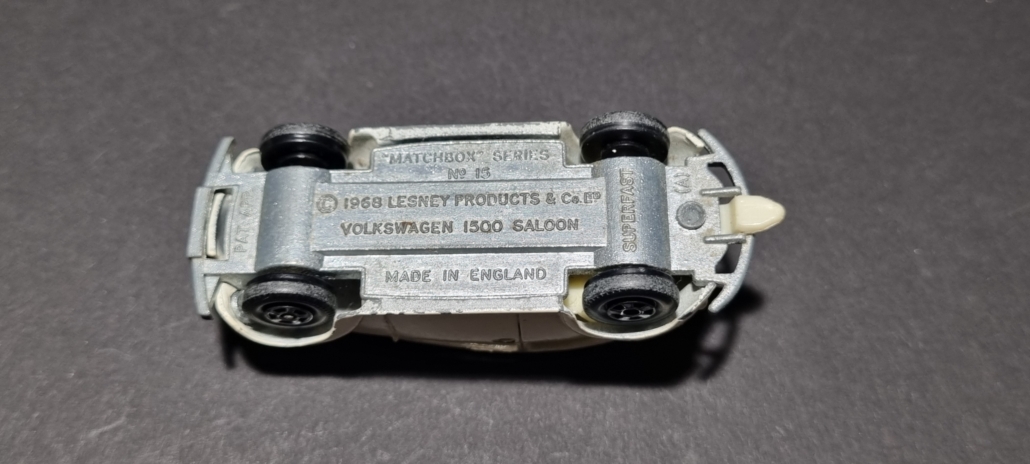 "MATCHBOX" SERIES
No 15
© 1968 LESNEY PRODUCTS & Co. LTD
VOLKSWAGEN 1500 SALOON
MADE IN ENGLAND
SUPERFAST